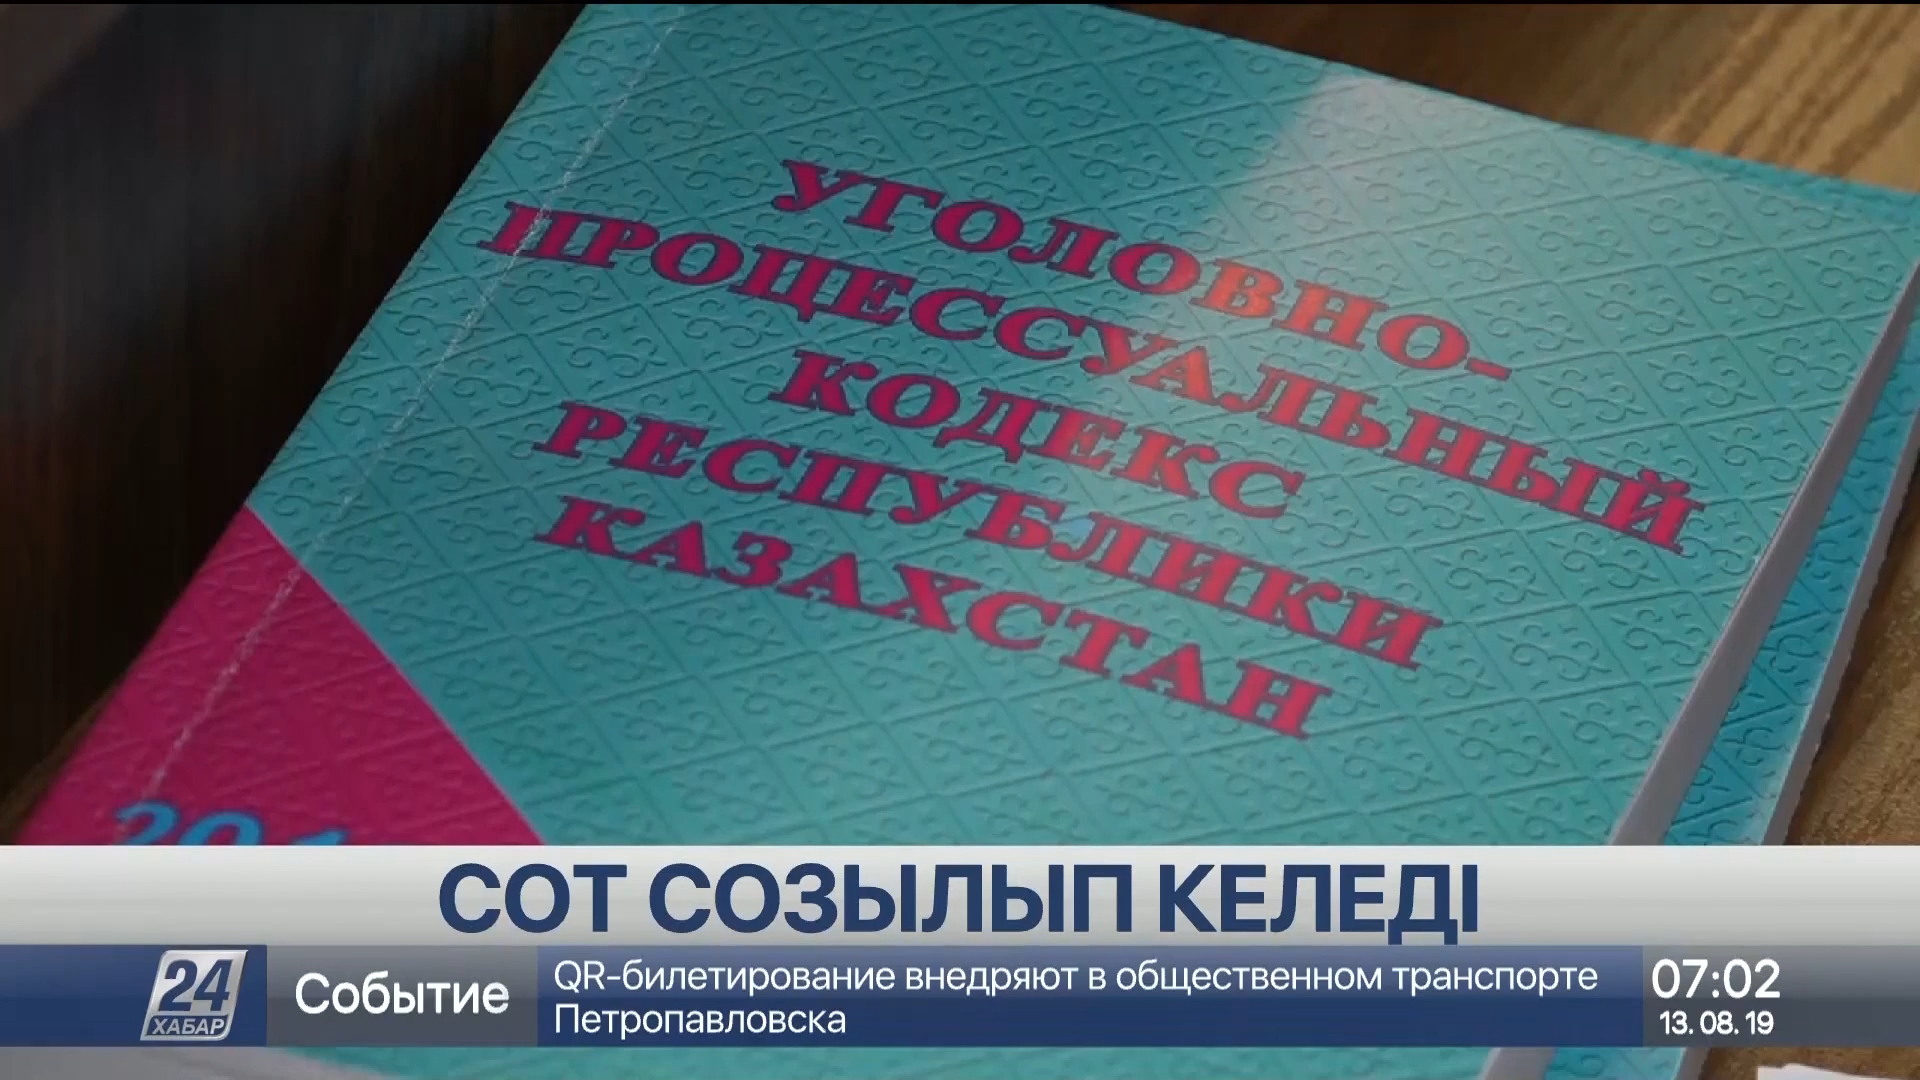 УГОЛОВНО-
ПРОЦЕССУАЛЬНЫЙ
КОДЕКС
РЕСПУБЛИКИ
КАЗАХСТАН
СОТ СОЗЫЛЫП КЕЛЕДІ
24
ХАБАР
Событие
QR-билетирование внедряют в общественном транспорте
Петропавловска
07:02
13. 08. 19